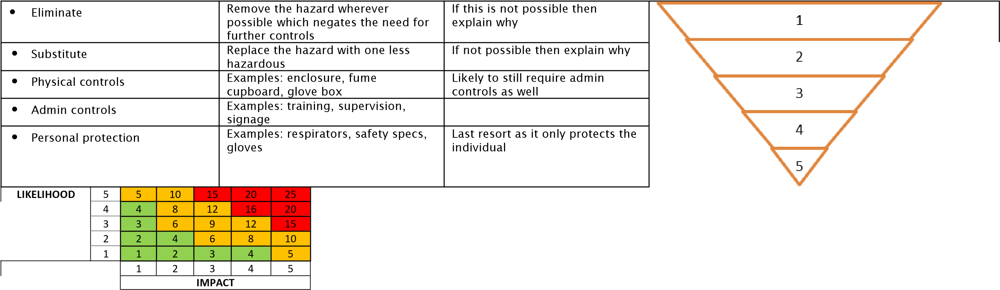 • Eliminate
Remove the hazard wherever
possible which negates the need for
further controls
If this is not possible then
explain why
• Substitute
Replace the hazard with one less
hazardous
If not possible then explain why
• Physical controls
Examples: enclosure, fume
cupboard, glove box
Likely to still require admin
controls as well
• Admin controls
Examples: training, supervision,
signage
• Personal protection
Examples: respirators, safety specs,
gloves
Last resort as it only protects the
individual
1
2
3
4
5
LIKELIHOOD 5 5 10 15 20 25
4 4 8 12 16 20
3 3 6 9 12 15
2 2 4 6 8 10
1 1 2 3 4 5
1 2 3 4 5
IMPACT